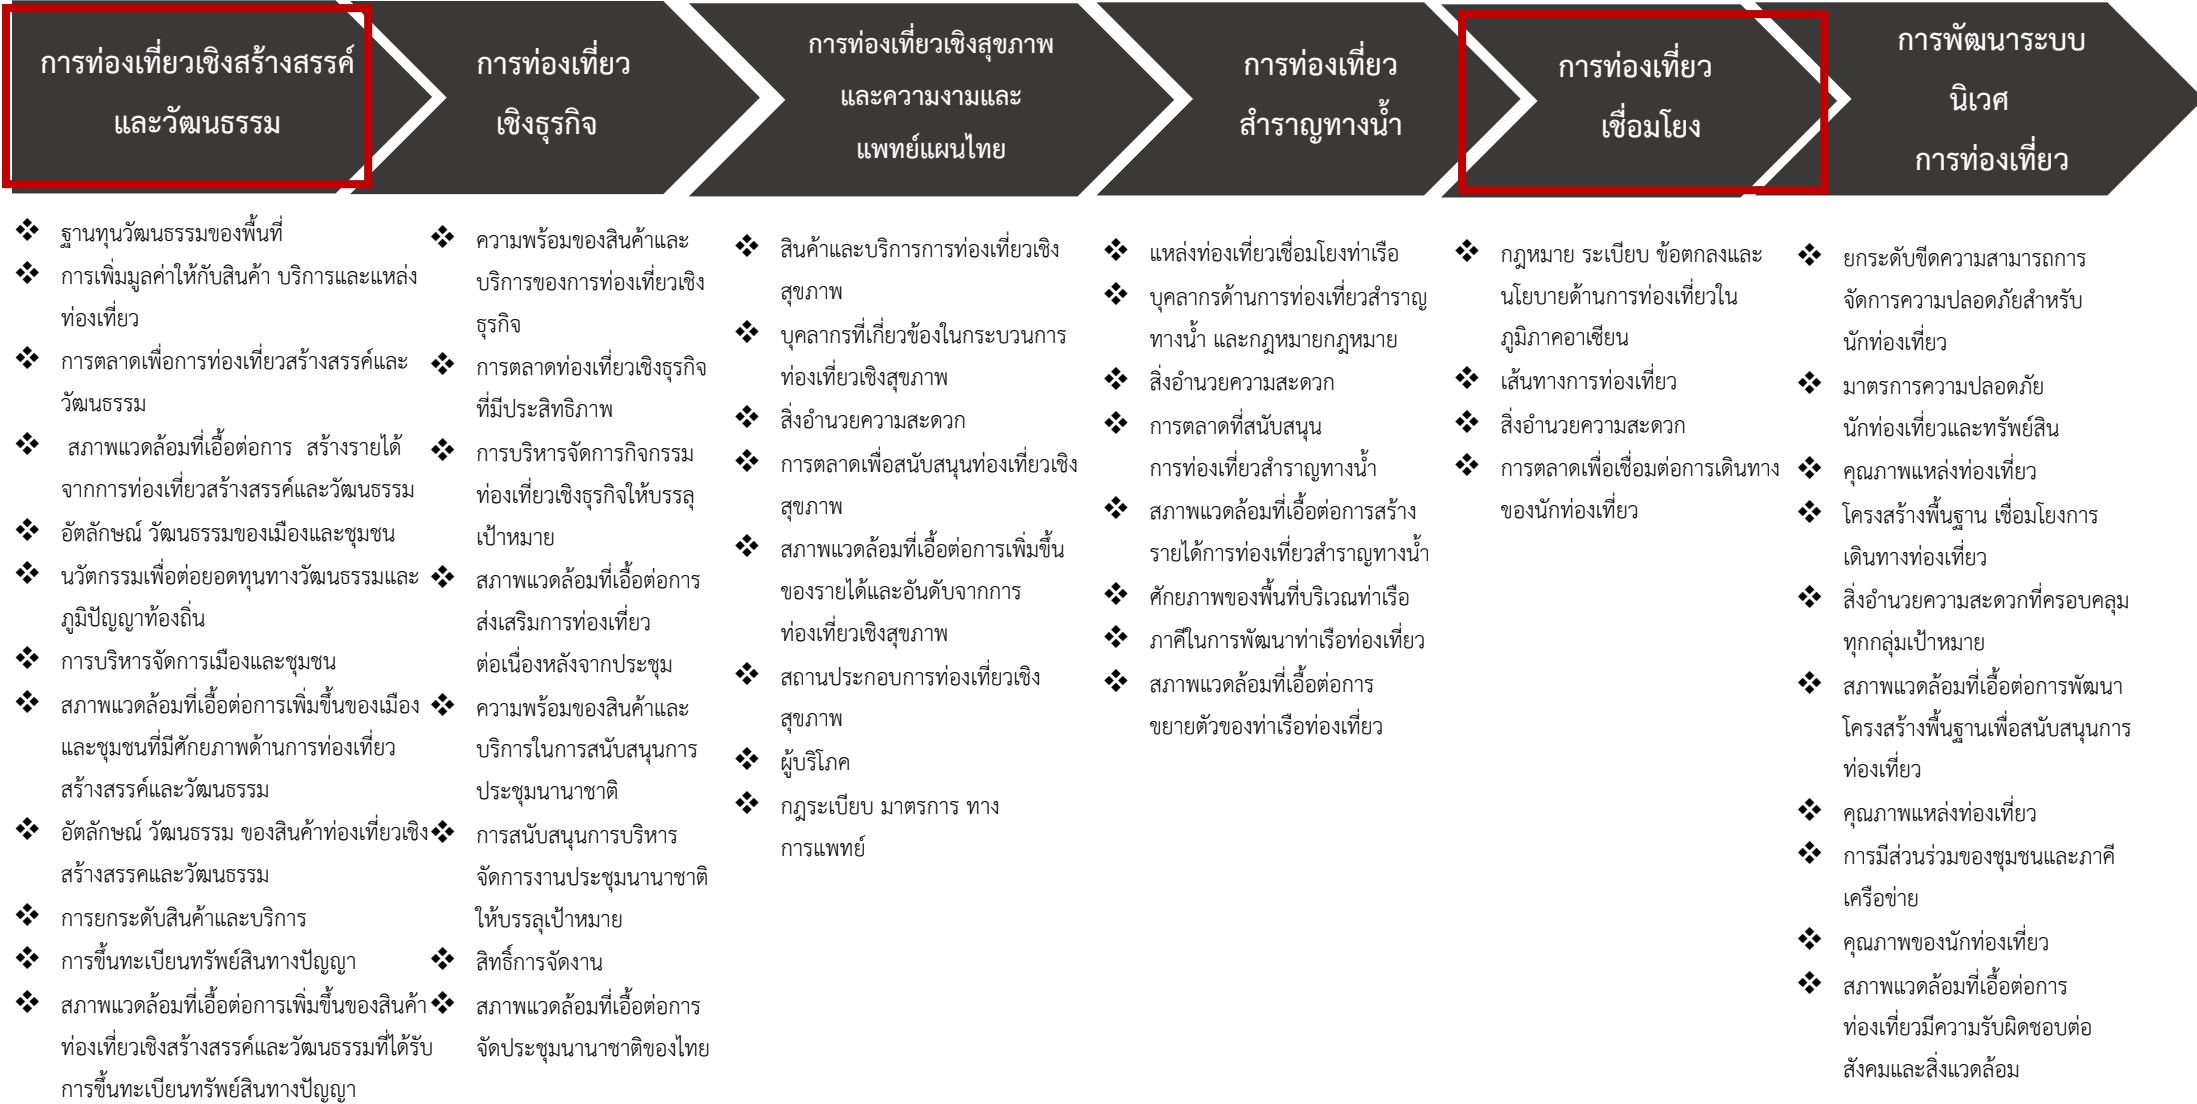 การท่องเที่ยวเชิงสร้างสรรค์
และวัฒนธรรม
การท่องเที่ยว
เชิงธุรกิจ
การท่องเที่ยวเชิงสุขภาพ
และความงามและ
แพทย์แผนไทย
การท่องเที่ยว
สำราญทางน้ำ
การท่องเที่ยว
เชื่อมโยง
การพัฒนาระบบ
นิเวศ
การท่องเที่ยว
ฐานทุนวัฒนธรรมของพื้นที่
การเพิ่มมูลค่าให้กับสินค้า บริการและแหล่ง
ท่องเที่ยว
การตลาดเพื่อการท่องเที่ยวสร้างสรรค์และ
วัฒนธรรม
สภาพแวดล้อมที่เอื้อต่อการ สร้างรายได้
จากการท่องเที่ยวสร้างสรรค์และวัฒนธรรม
อัตลักษณ์ วัฒนธรรมของเมืองและชุมชน
นวัตกรรมเพื่อต่อยอดทุนทางวัฒนธรรมและ
ภูมิปัญญาท้องถิ่น
การบริหารจัดการเมืองและชุมชน
สภาพแวดล้อมที่เอื้อต่อการเพิ่มขึ้นของเมือง
และชุมชนที่มีศักยภาพด้านการท่องเที่ยว
สร้างสรรค์และวัฒนธรรม
อัตลักษณ์ วัฒนธรรม ของสินค้าท่องเที่ยวเชิง
สร้างสรรคและวัฒนธรรม
การยกระดับสินค้าและบริการ
การขึ้นทะเบียนทรัพย์สินทางปัญญา
สภาพแวดล้อมที่เอื้อต่อการเพิ่มขึ้นของสินค้า
ท่องเที่ยวเชิงสร้างสรรค์และวัฒนธรรมที่ได้รับ
การขึ้นทะเบียนทรัพย์สินทางปัญญา
ความพร้อมของสินค้าและ
บริการของการท่องเที่ยวเชิง
ธุรกิจ
การตลาดท่องเที่ยวเชิงธุรกิจ
ที่มีประสิทธิภาพ
การบริหารจัดการกิจกรรม
ท่องเที่ยวเชิงธุรกิจให้บรรลุ
เป้าหมาย
สภาพแวดล้อมที่เอื้อต่อการ
ส่งเสริมการท่องเที่ยว
ต่อเนื่องหลังจากประชุม
ความพร้อมของสินค้าและ
บริการในการสนับสนุนการ
ประชุมนานาชาติ
การสนับสนุนการบริหาร
จัดการงานประชุมนานาชาติ
ให้บรรลุเป้าหมาย
สิทธิ์การจัดงาน
สภาพแวดล้อมที่เอื้อต่อการ
จัดประชุมนานาชาติของไทย
สินค้าและบริการการท่องเที่ยวเชิง
สุขภาพ
บุคลากรที่เกี่ยวข้องในกระบวนการ
ท่องเที่ยวเชิงสุขภาพ
สิ่งอำนวยความสะดวก
การตลาดเพื่อสนับสนุนท่องเที่ยวเชิง
สุขภาพ
สภาพแวดล้อมที่เอื้อต่อการเพิ่มขึ้น
ของรายได้และอันดับจากการ
ท่องเที่ยวเชิงสุขภาพ
สถานประกอบการท่องเที่ยวเชิง
สุขภาพ
ผู้บริโภค
กฎระเบียบ มาตรการ ทาง
การแพทย์
แหล่งท่องเที่ยวเชื่อมโยงท่าเรือ
บุคลากรด้านการท่องเที่ยวสำราญ
ทางน้ำ และกฎหมายกฎหมาย
สิ่งอำนวยความสะดวก
การตลาดที่สนับสนุน
การท่องเที่ยวสำราญทางน้ำ
สภาพแวดล้อมที่เอื้อต่อการสร้าง
รายได้การท่องเที่ยวสำราญทางน้ำ
ศักยภาพของพื้นที่บริเวณท่าเรือ
ภาคีในการพัฒนาท่าเรือท่องเที่ยว
สภาพแวดล้อมที่เอื้อต่อการ
ขยายตัวของท่าเรือท่องเที่ยว
กฎหมาย ระเบียบ ข้อตกลงและ
นโยบายด้านการท่องเที่ยวใน
ภูมิภาคอาเซียน
เส้นทางการท่องเที่ยว
สิ่งอำนวยความสะดวก
การตลาดเพื่อเชื่อมต่อการเดินทาง
ของนักท่องเที่ยว
ยกระดับขีดความสามารถการ
จัดการความปลอดภัยสำหรับ
นักท่องเที่ยว
มาตรการความปลอดภัย
นักท่องเที่ยวและทรัพย์สิน
คุณภาพแหล่งท่องเที่ยว
โครงสร้างพื้นฐาน เชื่อมโยงการ
เดินทางท่องเที่ยว
สิ่งอำนวยความสะดวกที่ครอบคลุม
ทุกกลุ่มเป้าหมาย
สภาพแวดล้อมที่เอื้อต่อการพัฒนา
โครงสร้างพื้นฐานเพื่อสนับสนุนการ
ท่องเที่ยว
คุณภาพแหล่งท่องเที่ยว
การมีส่วนร่วมของชุมชนและภาคี
เครือข่าย
คุณภาพของนักท่องเที่ยว
สภาพแวดล้อมที่เอื้อต่อการ
ท่องเที่ยวมีความรับผิดชอบต่อ
สังคมและสิ่งแวดล้อม